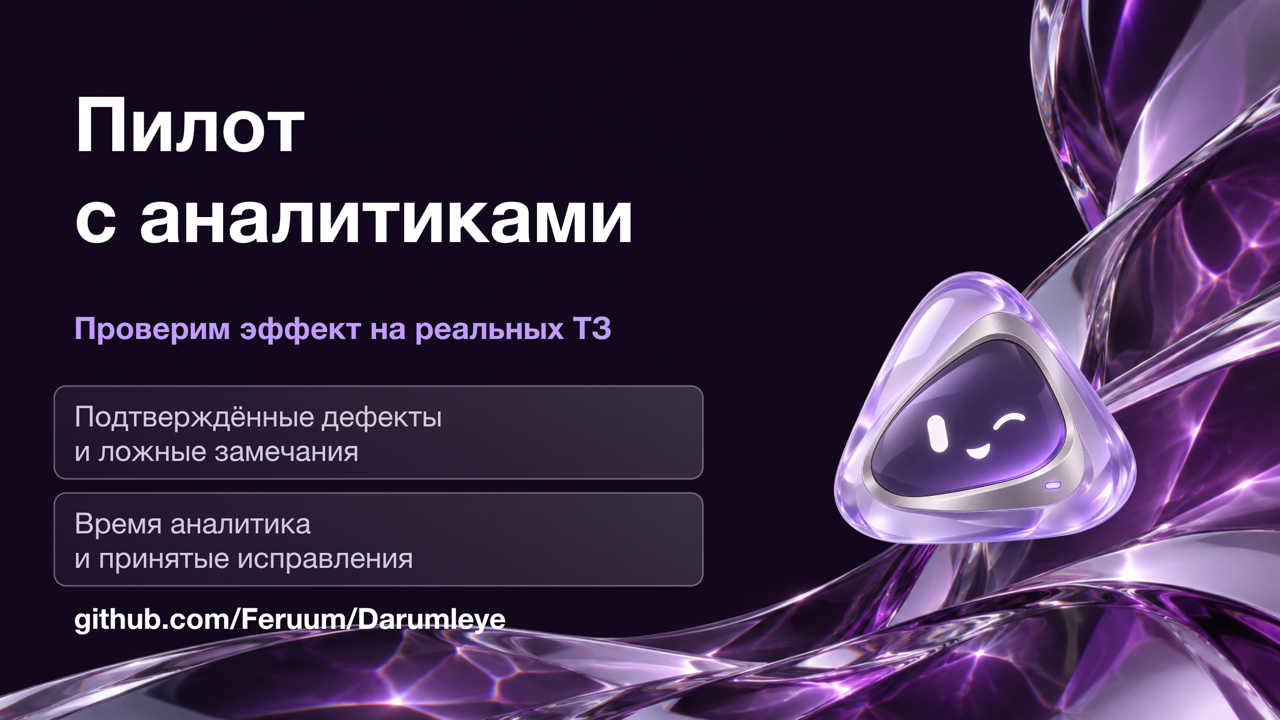 Пилот
с аналитиками
Проверим эффект на реальных ТЗ
Подтверждённые дефекты
и ложные замечания
Время аналитика
и принятые исправления
github.com/Feruum/Darumleye